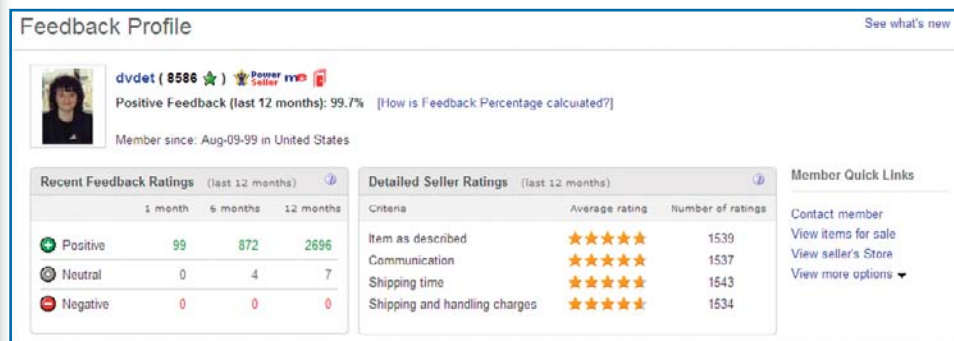 Feedback Profile
See what's new
dvdet ( 8586 ) Power Seller me
Positive Feedback (last 12 months): 99.7% [How is Feedback Percentage calculated?]
Member since: Aug-09-99 in United States
Recent Feedback Ratings (last 12 months) ?
1 month 6 months 12 months
Positive 99 872 2696
Neutral 0 4 7
Negative 0 0 0
Detailed Seller Ratings (last 12 months) ?
Criteria Average rating Number of ratings
Item as described 1539
Communication 1537
Shipping time 1543
Shipping and handling charges 1534
Member Quick Links
Contact member
View items for sale
View seller's Store
View more options